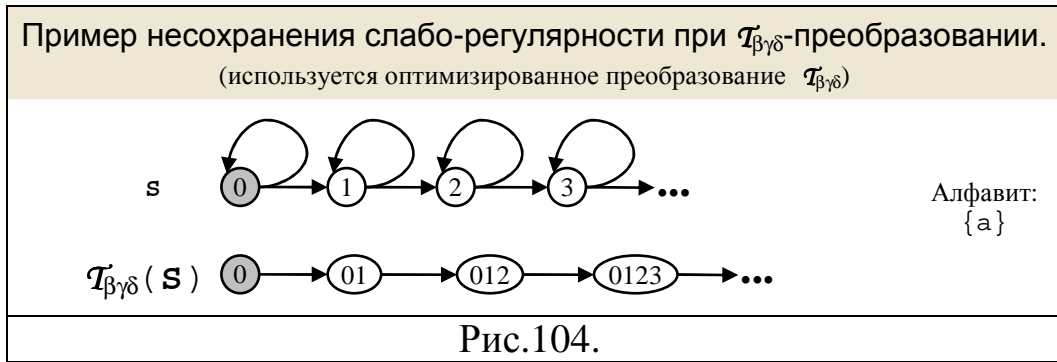 Пример несохранения слабо-регулярности при 𝓣βγδ-преобразовании.
(используется оптимизированное преобразование 𝓣βγδ)
s 0 1 2 3 ...
Алфавит:
{a}
𝓣βγδ(S) 0 01 012 0123 ...
Рис.104.